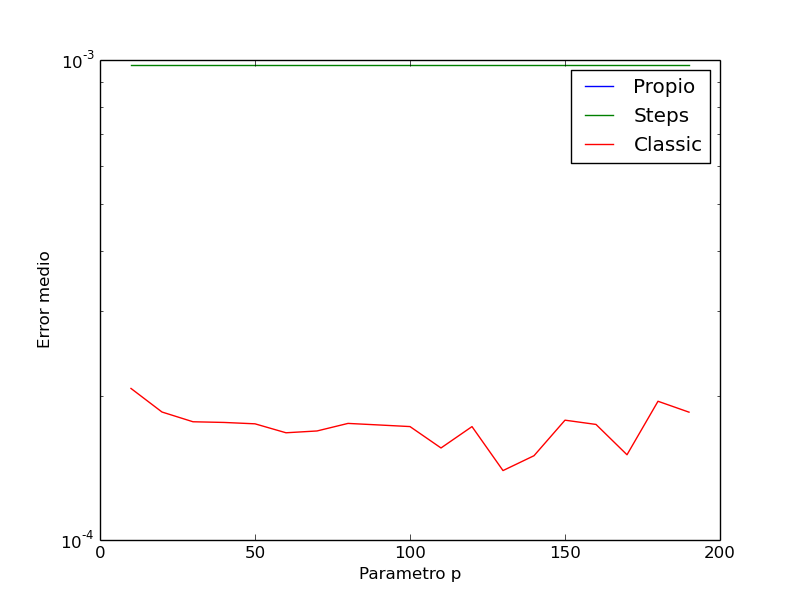 10^-3
Propio
Steps
Classic
Error medio
10^-4
0 50 100 150 200
Parametro p